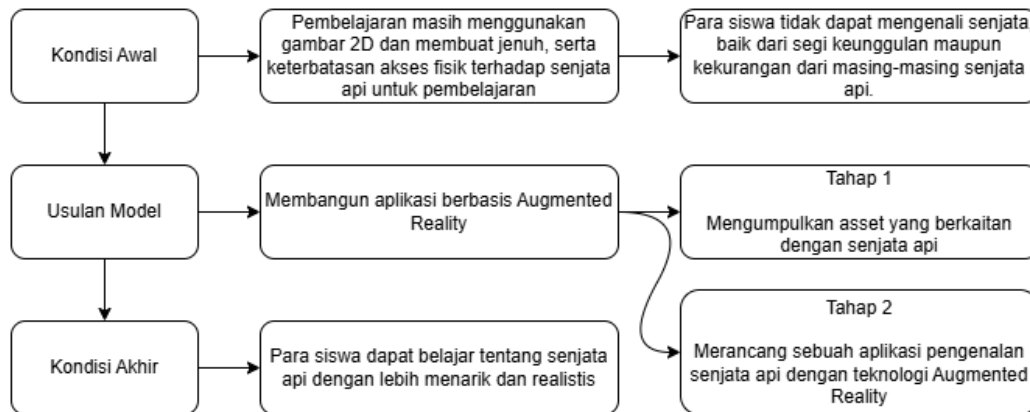 Kondisi Awal
Pembelajaran masih menggunakan
gambar 2D dan membuat jenuh, serta
keterbatasan akses fisik terhadap senjata
api untuk pembelajaran
Para siswa tidak dapat mengenali senjata,
baik dari segi keunggulan maupun
kekurangan dari masing-masing senjata
api.
Usulan Model
Membangun aplikasi berbasis Augmented
Reality
Tahap 1
Mengumpulkan asset yang berkaitan
dengan senjata api
Tahap 2
Merancang sebuah aplikasi pengenalan
senjata api dengan teknologi Augmented
Reality
Kondisi Akhir
Para siswa dapat belajar tentang senjata
api dengan lebih menarik dan realistis